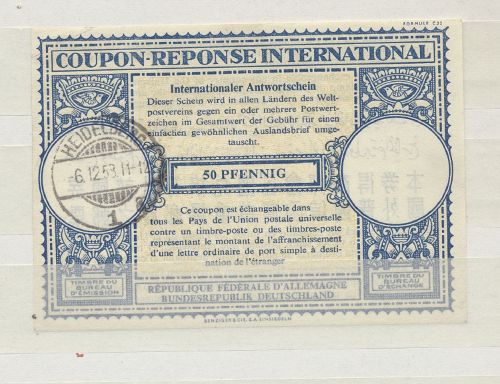 FORMULE C22
COUPON-REPONSE INTERNATIONAL
Internationaler Antwortschein
Dieser Schein wird in allen Ländern des Welt-
postvereins gegen ein oder mehrere Postwert-
zeichen im Gesamtwert der Gebühr für einen
einfachen gewöhnlichen Auslandsbrief umge-
tauscht.
HEIDELBERG
-6.12.53.11-12
1
50 PFENNIG
Ce coupon est échangeable dans
tous les Pays de l'Union postale universelle
contre un timbre-poste ou des timbres-poste
représentant le montant de l'affranchissement
d'une lettre ordinaire de port simple à desti-
nation de l'étranger
TIMBRE DU
BUREAU
D'ÉMISSION
RÉPUBLIQUE FÉDÉRALE D'ALLEMAGNE
BUNDESREPUBLIK DEUTSCHLAND
TIMBRE DU
BUREAU
D'ÉCHANGE
BENZIGER & CIE. S.A. EINSIEDELN